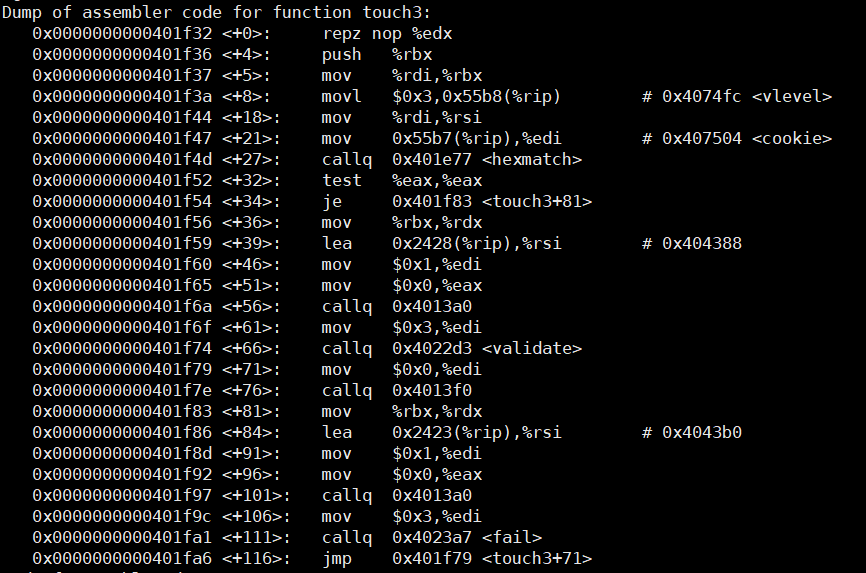 Dump of assembler code for function touch3:
   0x0000000000401f32 <+0>:     repz nop %edx
   0x0000000000401f36 <+4>:     push   %rbx
   0x0000000000401f37 <+5>:     mov    %rdi,%rbx
   0x0000000000401f3a <+8>:     movl   $0x3,0x55b8(%rip)        # 0x4074fc <vlevel>
   0x0000000000401f44 <+18>:    mov    %rdi,%rsi
   0x0000000000401f47 <+21>:    mov    0x55b7(%rip),%edi        # 0x407504 <cookie>
   0x0000000000401f4d <+27>:    callq  0x401e77 <hexmatch>
   0x0000000000401f52 <+32>:    test   %eax,%eax
   0x0000000000401f54 <+34>:    je     0x401f83 <touch3+81>
   0x0000000000401f56 <+36>:    mov    %rbx,%rdx
   0x0000000000401f59 <+39>:    lea    0x2428(%rip),%rsi        # 0x404388
   0x0000000000401f60 <+46>:    mov    $0x1,%edi
   0x0000000000401f65 <+51>:    mov    $0x0,%eax
   0x0000000000401f6a <+56>:    callq  0x4013a0
   0x0000000000401f6f <+61>:    mov    $0x3,%edi
   0x0000000000401f74 <+66>:    callq  0x4022d3 <validate>
   0x0000000000401f79 <+71>:    mov    $0x0,%edi
   0x0000000000401f7e <+76>:    callq  0x4013f0
   0x0000000000401f83 <+81>:    mov    %rbx,%rdx
   0x0000000000401f86 <+84>:    lea    0x2423(%rip),%rsi        # 0x4043b0
   0x0000000000401f8d <+91>:    mov    $0x1,%edi
   0x0000000000401f92 <+96>:    mov    $0x0,%eax
   0x0000000000401f97 <+101>:   callq  0x4013a0
   0x0000000000401f9c <+106>:   mov    $0x3,%edi
   0x0000000000401fa1 <+111>:   callq  0x4023a7 <fail>
   0x0000000000401fa6 <+116>:   jmp    0x401f79 <touch3+71>